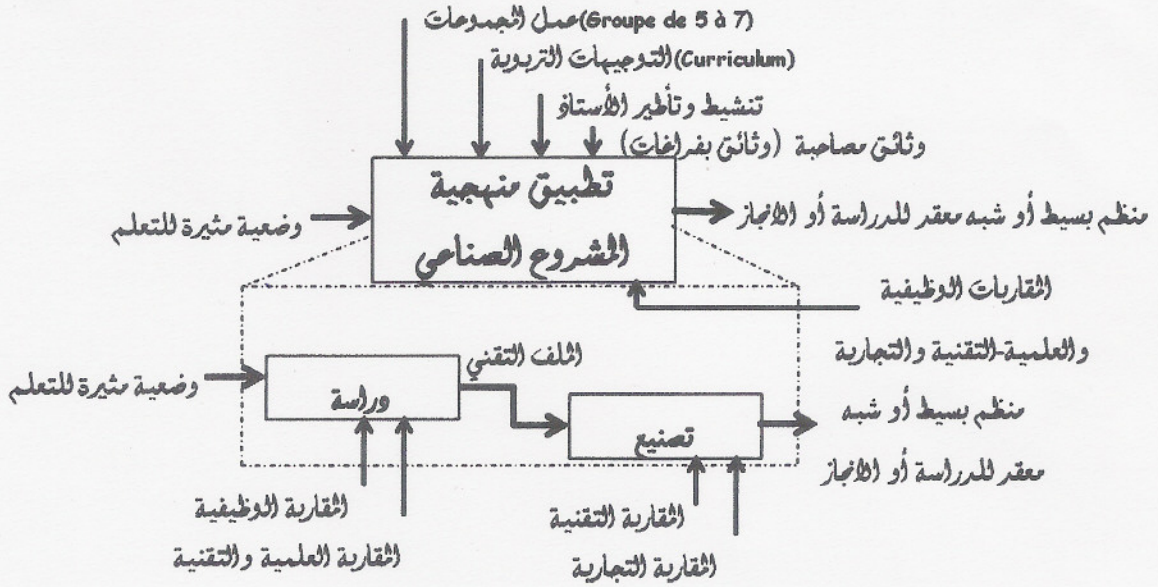 عمل المجموعات(Groupe de 5 à 7)
التوجيهات التربوية(Curriculum)
تنشيط وتأطير الأستاذ
وثائق مصاحبة (وثائق بفراغات)
تطبيق منهجية
المشروع الصناعي
وضعية مثيرة للتعلم
منظم بسيط أو شبه معقد للدراسة أو الانجاز
المقاربات الوظيفية
والعلمية-التقنية والتجارية
الملف التقني
وضعية مثيرة للتعلم
دراسة
تصنيع
منظم بسيط أو شبه
معقد للدراسة أو الانجاز
المقاربة الوظيفية
المقاربة العلمية والتقنية
المقاربة التقنية
المقاربة التجارية